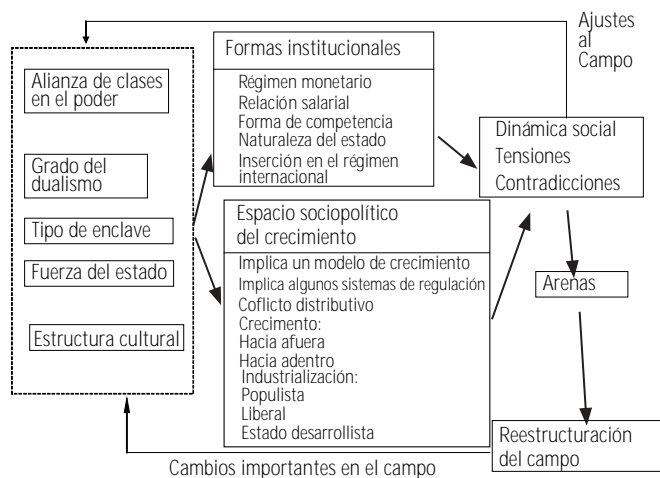 Ajustes
al
Campo
Alianza de clases
en el poder
Grado del
dualismo
Tipo de enclave
Fuerza del estado
Estructura cultural
Formas institucionales
Régimen monetario
Relación salarial
Forma de competencia
Naturaleza del estado
Inserción en el régimen
internacional
Espacio sociopolítico
del crecimiento
Implica un modelo de crecimiento
Implica algunos sistemas de regulación
Coflicto distributivo
Crecimento:
Hacia afuera
Hacia adentro
Industrialización:
Populista
Liberal
Estado desarrollista
Dinámica social
Tensiones
Contradicciones
Arenas
Reestructuración
del campo
Cambios importantes en el campo